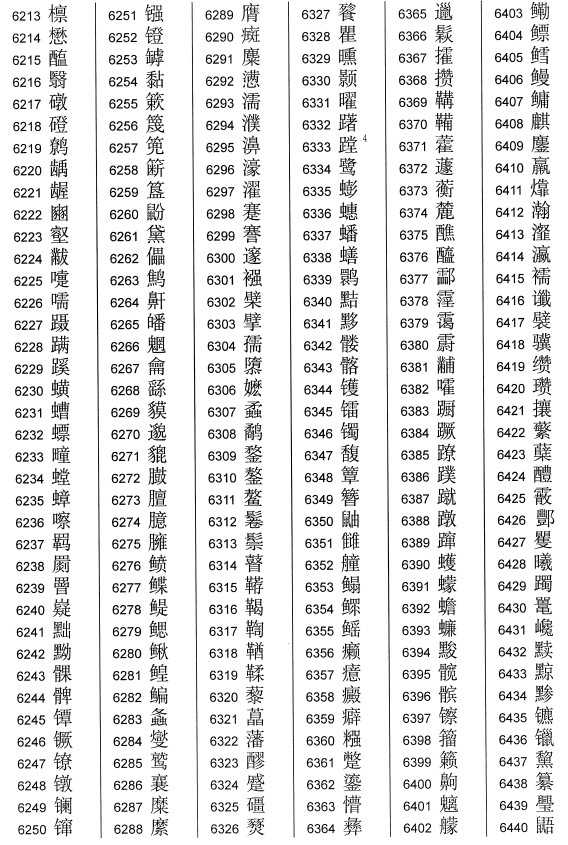 6213 檩
6214 懋
6215 醢
6216 翳
6217 礅
6218 磴
6219 鹩
6220 龋
6221 龌
6222 豳
6223 壑
6224 黻
6225 嚏
6226 嚅
6227 蹑
6228 蹒
6229 蹊
6230 蟥
6231 螬
6232 螵
6233 疃
6234 螳
6235 蟑
6236 嚓
6237 羁
6238 罽
6239 罾
6240 嶷
6241 黜
6242 黝
6243 髁
6244 髀
6245 镡
6246 镢
6247 镣
6248 镦
6249 镧
6250 镩
6251 镪
6252 镫
6253 罅
6254 黏
6255 簌
6256 篾
6257 篼
6258 簖
6259 簋
6260 鼢
6261 黛
6262 儡
6263 鹪
6264 鼾
6265 皤
6266 魍
6267 龠
6268 繇
6269 貘
6270 邈
6271 貔
6272 臌
6273 膻
6274 臆
6275 臃
6276 鲼
6277 鲽
6278 鳀
6279 鳃
6280 鳅
6281 鳇
6282 鳊
6283 螽
6284 燮
6285 鹫
6286 襄
6287 糜
6288 縻
6289 膺
6290 癍
6291 麋
6292 懑
6293 濡
6294 濮
6295 濞
6296 濠
6297 濯
6298 蹇
6299 謇
6300 邃
6301 襁
6302 檗
6303 擘
6304 孺
6305 隳
6306 嬷
6307 蟊
6308 鹬
6309 鍪
6310 鏊
6311 鳌
6312 鬈
6313 鬃
6314 瞽
6315 鞯
6316 鞨
6317 鞫
6318 鞧
6319 鞣
6320 藜
6321 藠
6322 藩
6323 醪
6324 蹙
6325 礓
6326 燹
6327 餮
6328 瞿
6329 曛
6330 颢
6331 曜
6332 躇
6333 蹚 4
6334 鹭
6335 蟛
6336 蟪
6337 蟠
6338 蟮
6339 鹮
6340 黠
6341 黟
6342 髅
6343 髂
6344 镬
6345 镭
6346 镯
6347 馥
6348 簟
6349 簪
6350 鼬
6351 雠
6352 艟
6353 鳎
6354 鳏
6355 鳐
6356 癞
6357 癔
6358 癜
6359 癖
6360 糨
6361 蹩
6362 鎏
6363 懵
6364 彝
6365 邋
6366 鬏
6367 攉
6368 攒
6369 鞲
6370 鞴
6371 藿
6372 蘧
6373 蘅
6374 麓
6375 醮
6376 醯
6377 酃
6378 霪
6379 霭
6380 霨
6381 黼
6382 嚯
6383 蹰
6384 蹶
6385 蹽
6386 蹼
6387 蹴
6388 蹾
6389 蹿
6390 蠖
6391 蠓
6392 蟾
6393 蠊
6394 黢
6395 髋
6396 髌
6397 镲
6398 籀
6399 籁
6400 齁
6401 魑
6402 艨
6403 鳓
6404 鳔
6405 鳕
6406 鳗
6407 鳙
6408 麒
6409 鏖
6410 羸
6411 㸆
6412 瀚
6413 瀣
6414 瀛
6415 襦
6416 谶
6417 襞
6418 骥
6419 缵
6420 瓒
6421 攘
6422 蘩
6423 蘖
6424 醴
6425 霰
6426 酆
6427 矍
6428 曦
6429 躅
6430 鼍
6431 巉
6432 黩
6433 黥
6434 黪
6435 镳
6436 镴
6437 黧
6438 纂
6439 璺
6440 鼯